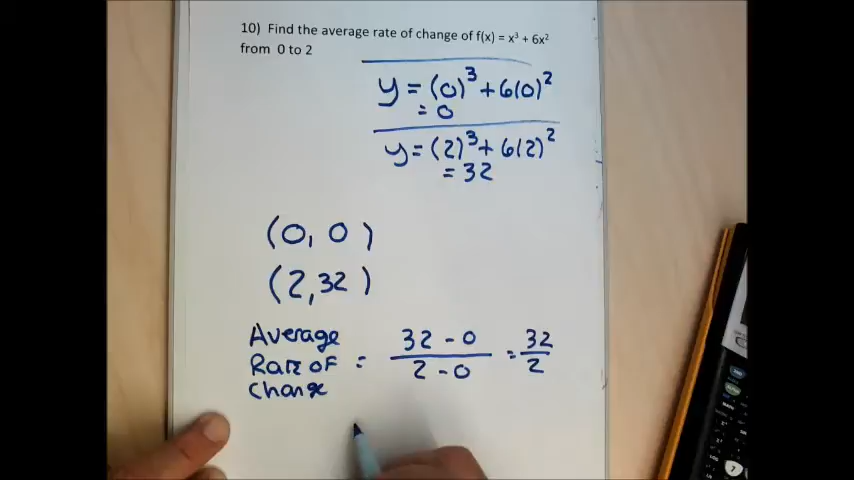 10) Find the average rate of change of f(x) = x³ + 6x²
from 0 to 2
y = (0)³ + 6(0)²
= 0
y = (2)³ + 6(2)²
= 32
(0, 0)
(2, 32)
Average
Rate of
Change
= 32 - 0 / 2 - 0 = 32 / 2